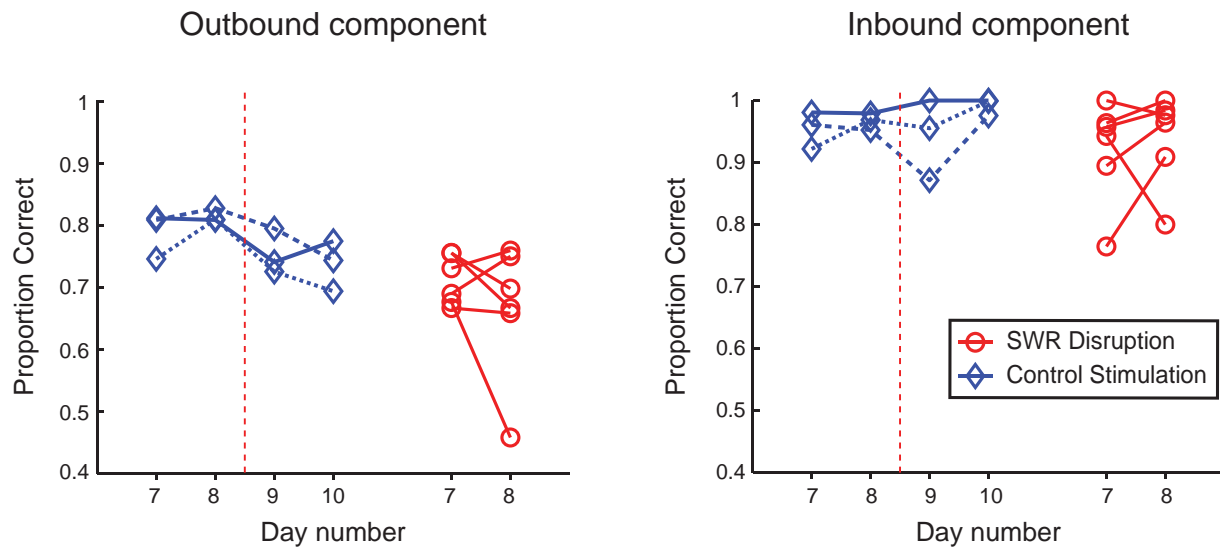 Outbound component
Inbound component
Proportion Correct
1
0.9
0.8
0.7
0.6
0.5
0.4
7 8 9 10 7 8
Day number
Proportion Correct
1
0.9
0.8
0.7
0.6
0.5
0.4
SWR Disruption
Control Stimulation
7 8 9 10 7 8
Day number